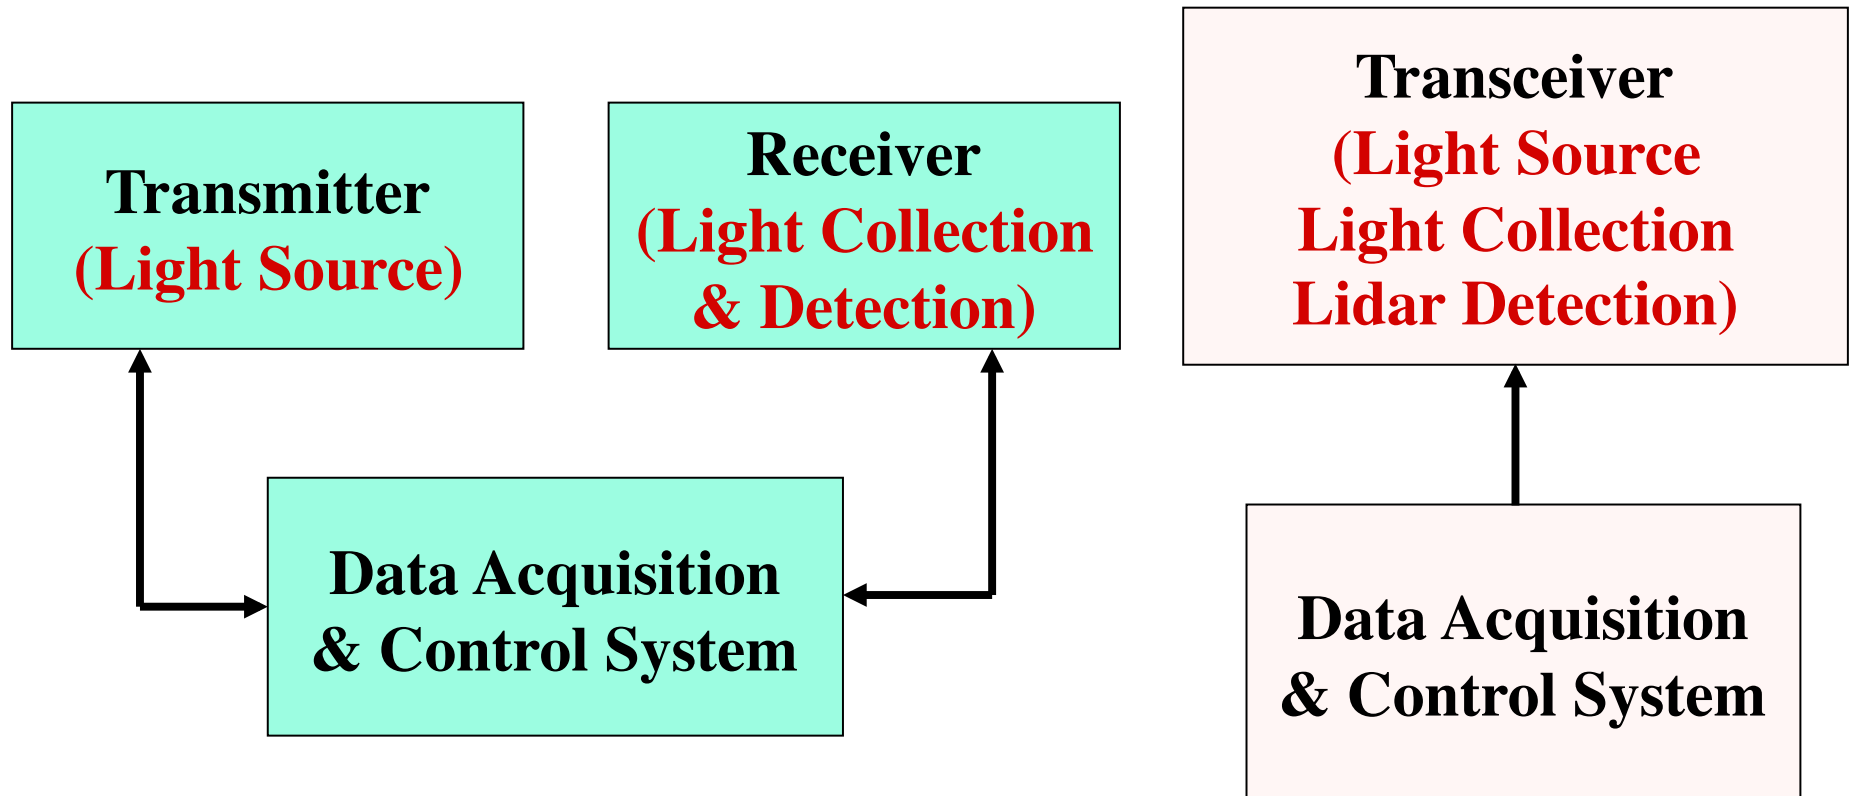 Transmitter
(Light Source)
Receiver
(Light Collection
& Detection)
Data Acquisition
& Control System
Transceiver
(Light Source
Light Collection
Lidar Detection)
Data Acquisition
& Control System